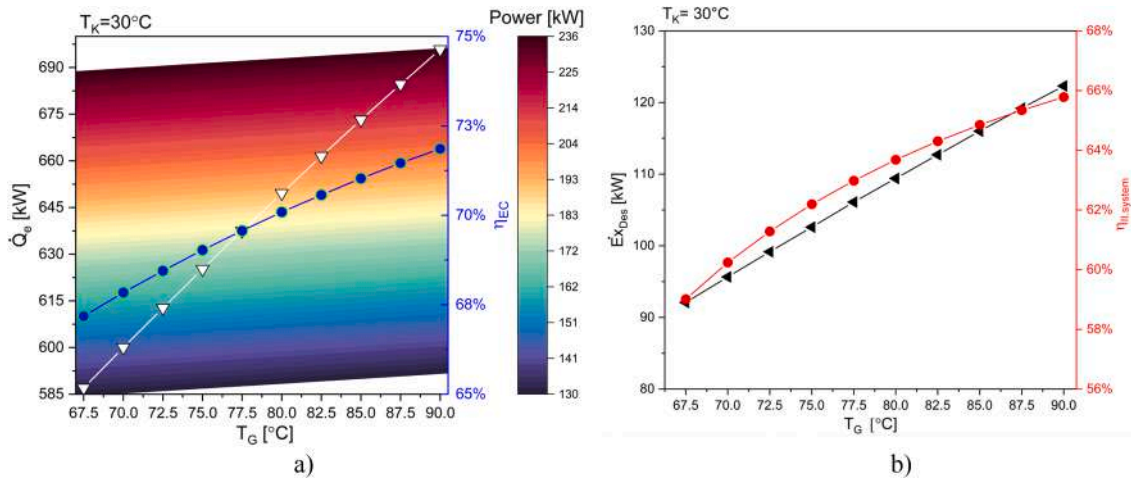 T_K=30°C
Power [kW]
690
675
660
645
630
615
600
585
Q̇_e [kW]
75%
73%
70%
68%
65%
η_EC
236
225
215
204
193
183
172
162
151
141
130
67.5 70.0 72.5 75.0 77.5 80.0 82.5 85.0 87.5 90.0
T_G [°C]
a)
T_K= 30°C
130
120
110
100
90
80
Ėx_Des [kW]
68%
66%
64%
62%
60%
58%
56%
η_II.system
67.5 70.0 72.5 75.0 77.5 80.0 82.5 85.0 87.5 90.0
T_G [°C]
b)